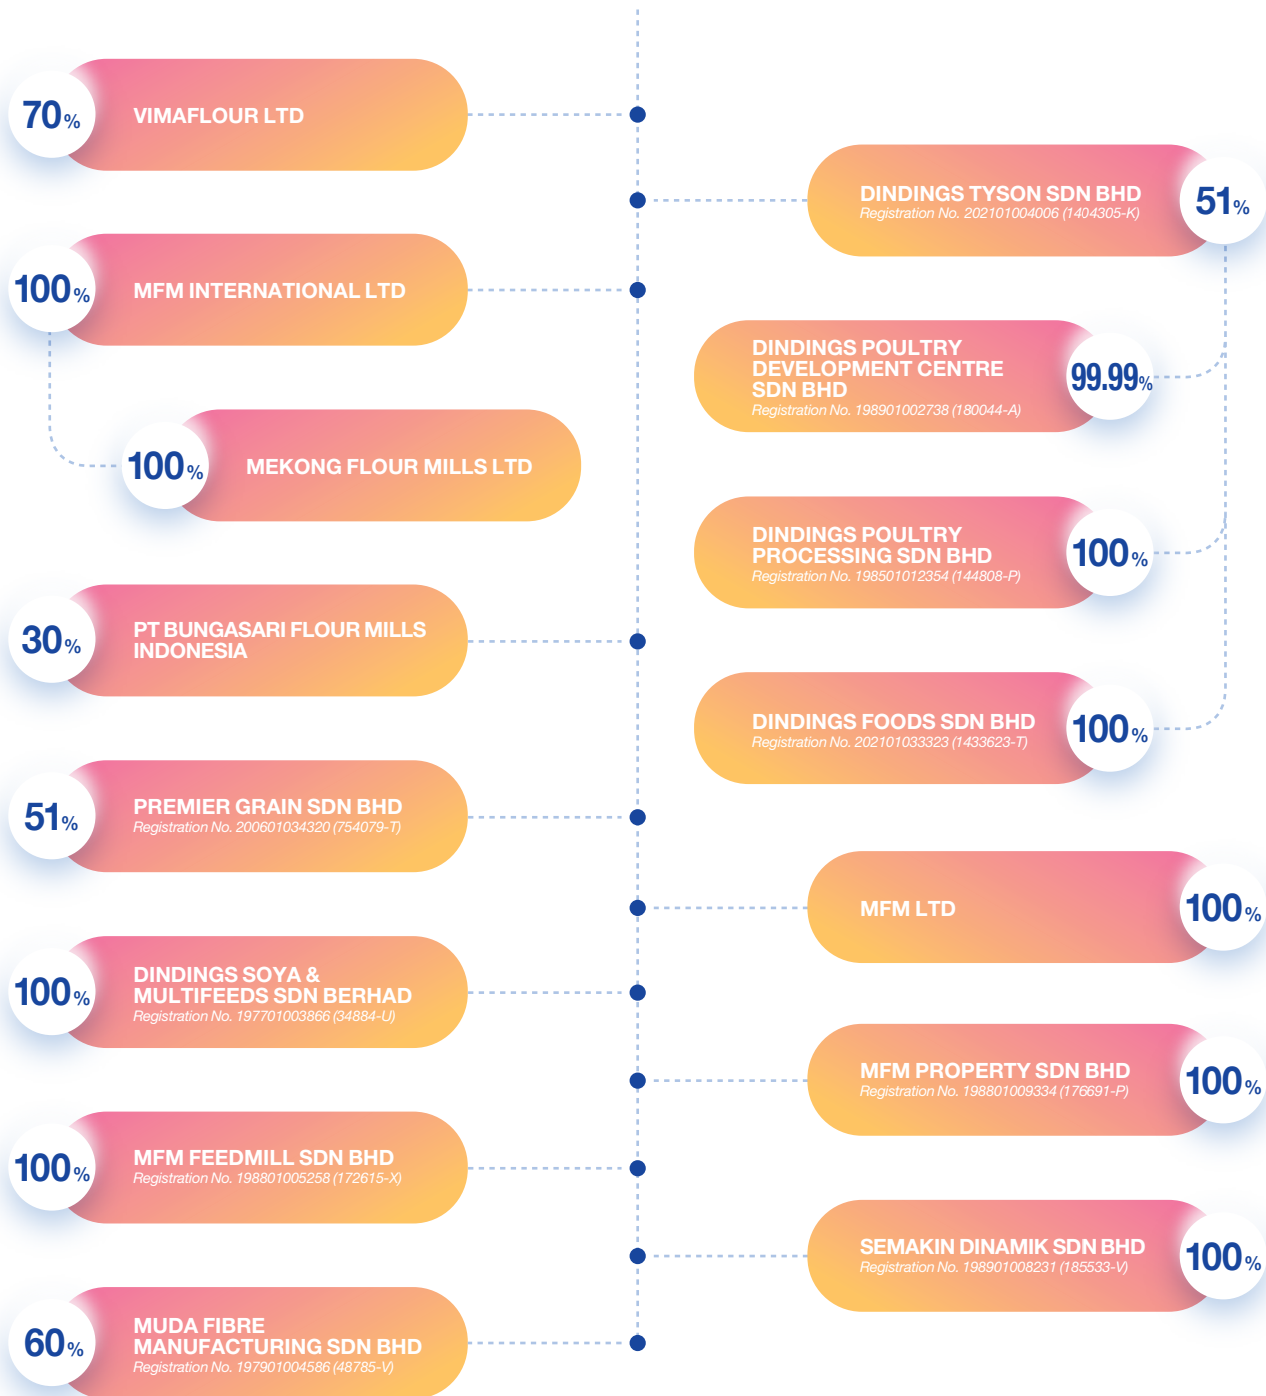 70%
VIMAFLOUR LTD
DINDINGS TYSON SDN BHD
Registration No. 202101004006 (1404305-K)
51%
100%
MFM INTERNATIONAL LTD
DINDINGS POULTRY
DEVELOPMENT CENTRE
SDN BHD
Registration No. 198901002738 (180044-A)
99.99%
100%
MEKONG FLOUR MILLS LTD
DINDINGS POULTRY
PROCESSING SDN BHD
Registration No. 198501012354 (144808-P)
100%
30%
PT BUNGASARI FLOUR MILLS
INDONESIA
DINDINGS FOODS SDN BHD
Registration No. 202101033323 (1433623-T)
100%
51%
PREMIER GRAIN SDN BHD
Registration No. 200601034320 (754079-T)
MFM LTD
100%
100%
DINDINGS SOYA &
MULTIFEEDS SDN BERHAD
Registration No. 197701003866 (34884-U)
MFM PROPERTY SDN BHD
Registration No. 198801009334 (176691-P)
100%
100%
MFM FEEDMILL SDN BHD
Registration No. 198801005258 (172615-X)
SEMAKIN DINAMIK SDN BHD
Registration No. 198901008231 (185533-V)
100%
60%
MUDA FIBRE
MANUFACTURING SDN BHD
Registration No. 197901004586 (48785-V)